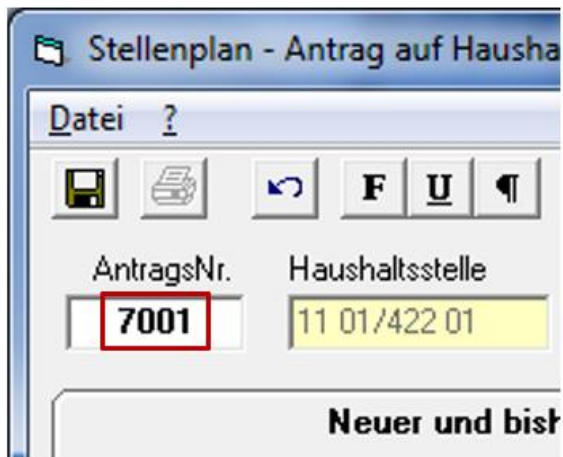 Stellenplan - Antrag auf Hausha
Datei ?
F U ¶
AntragsNr. Haushaltsstelle
7001 11 01/422 01
Neuer und bish